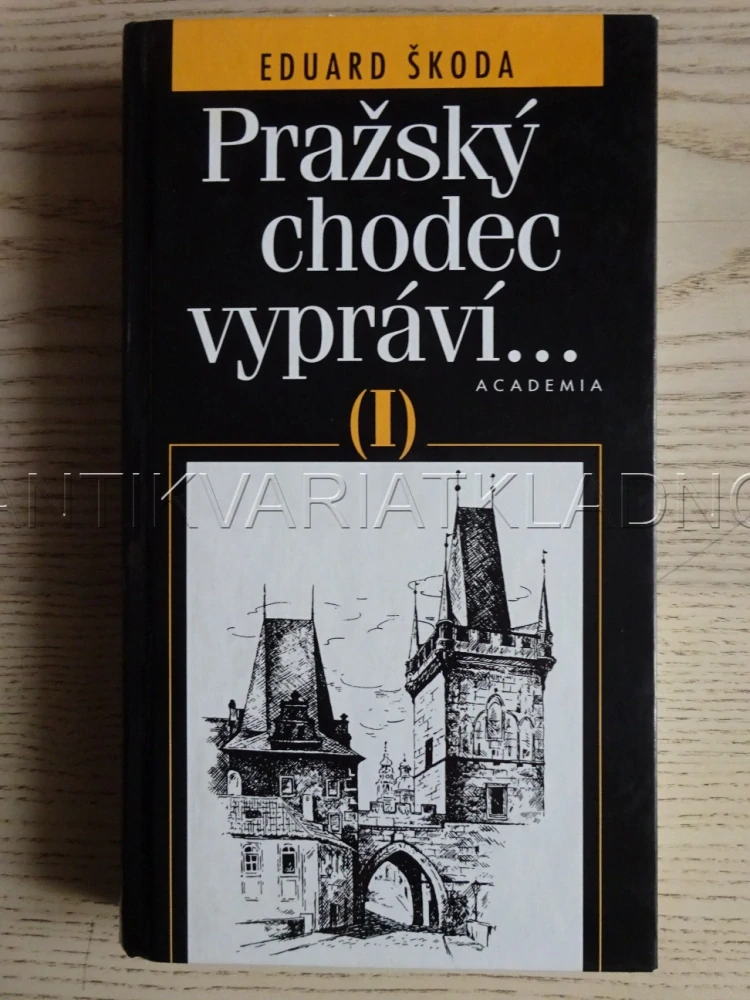 EDUARD ŠKODA
Pražský
chodec
vypráví...
ACADEMIA
(I)
ANTIKVARIATKLADNO